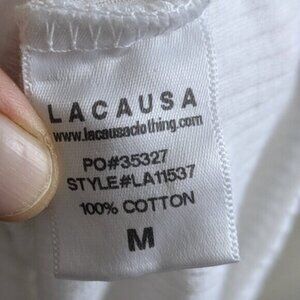 LACAUSA
www.lacausaclothing.com
PO#35327
STYLE#LA11537
100% COTTON
M